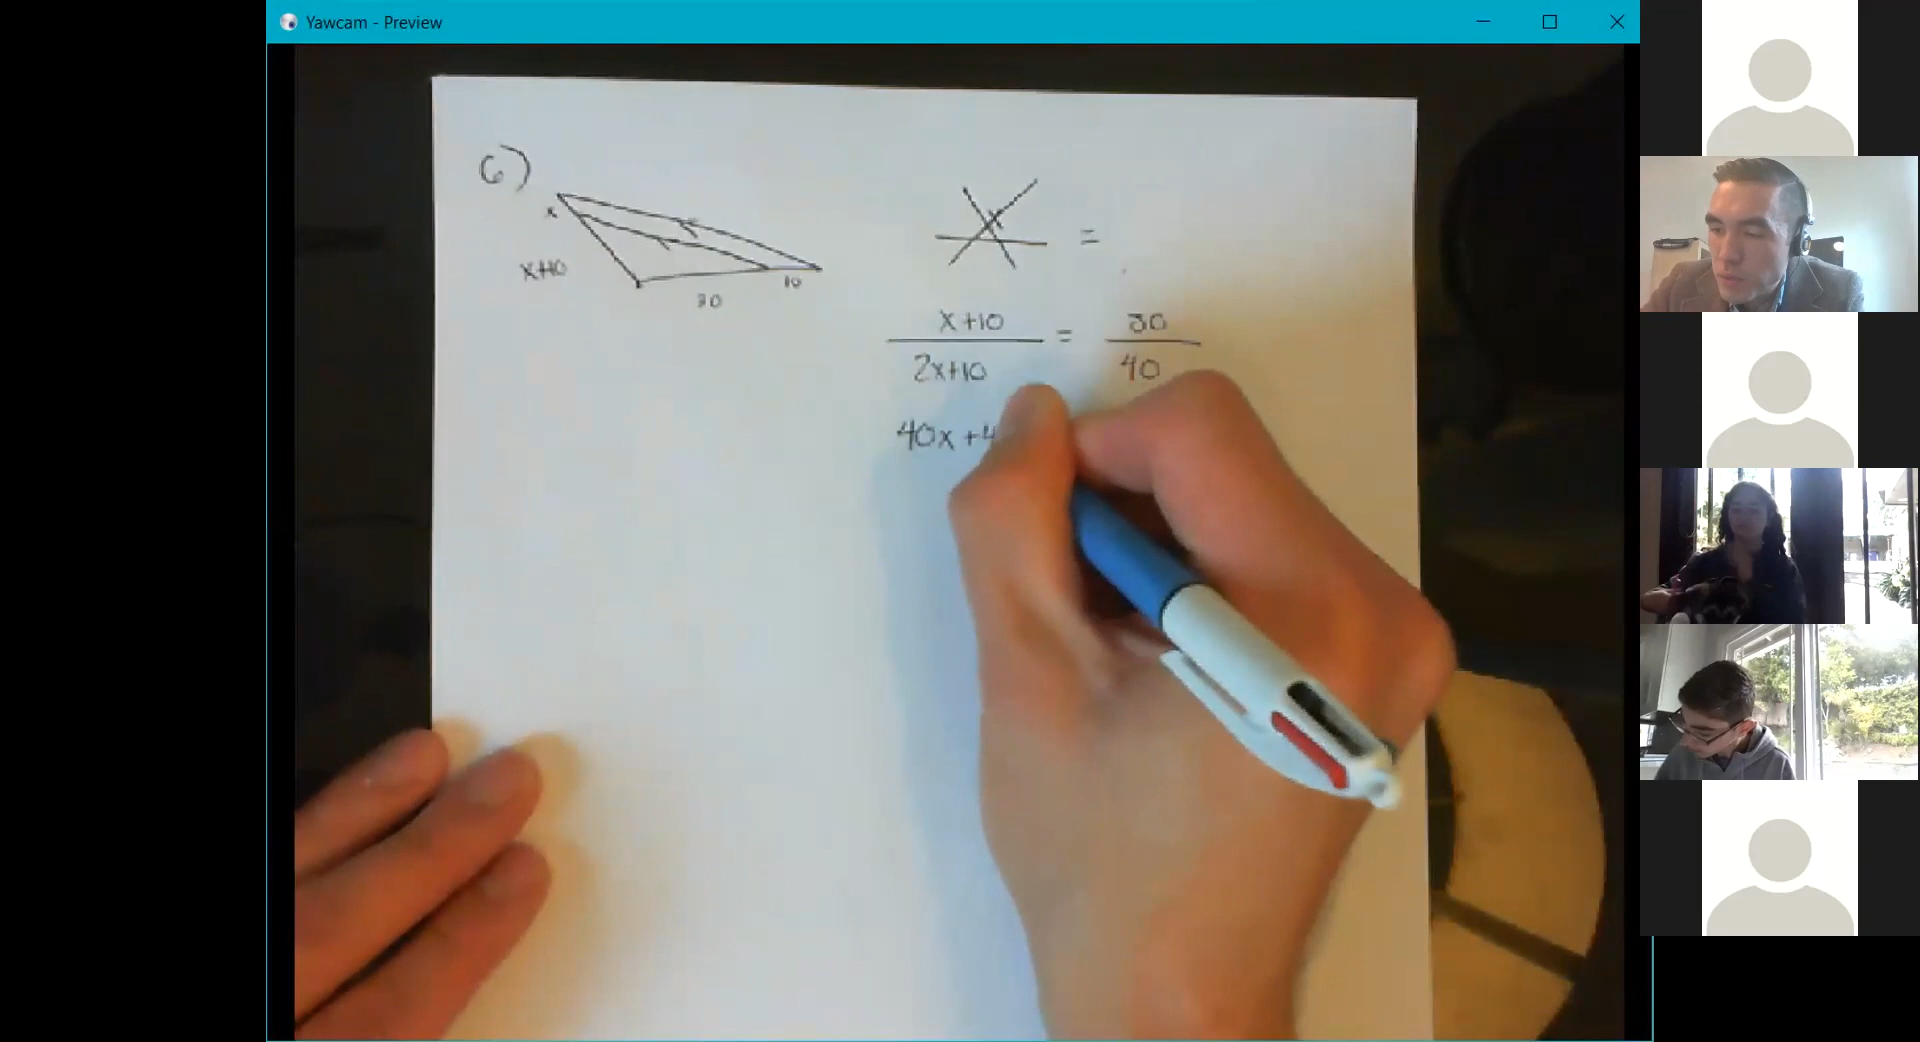 Yawcam - Preview
6)
x
x+10
30
10
=
x+10 = 30
2x+10 40
40x +4